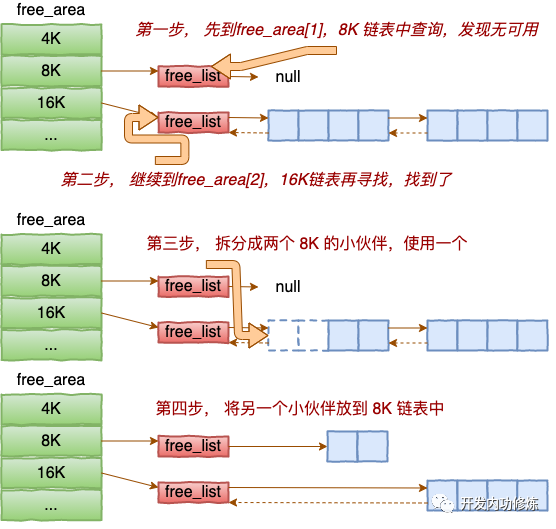 free_area
第一步， 先到free_area[1]，8K 链表中查询，发现无可用
4K
8K
free_list
null
16K
free_list
...
第二步， 继续到free_area[2]，16K链表再寻找，找到了
free_area
4K
第三步， 拆分成两个 8K 的小伙伴，使用一个
8K
free_list
null
16K
free_list
...
free_area
4K
第四步， 将另一个小伙伴放到 8K 链表中
8K
free_list
16K
free_list
...
开发内功修炼